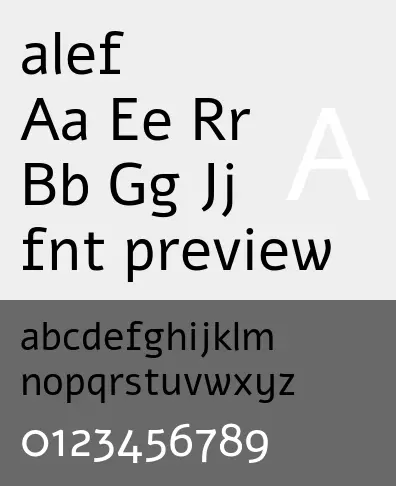 alef
Aa Ee Rr
A
Bb Gg Jj
fnt preview
abcdefghijklm
nopqrstuvwxyz
0123456789